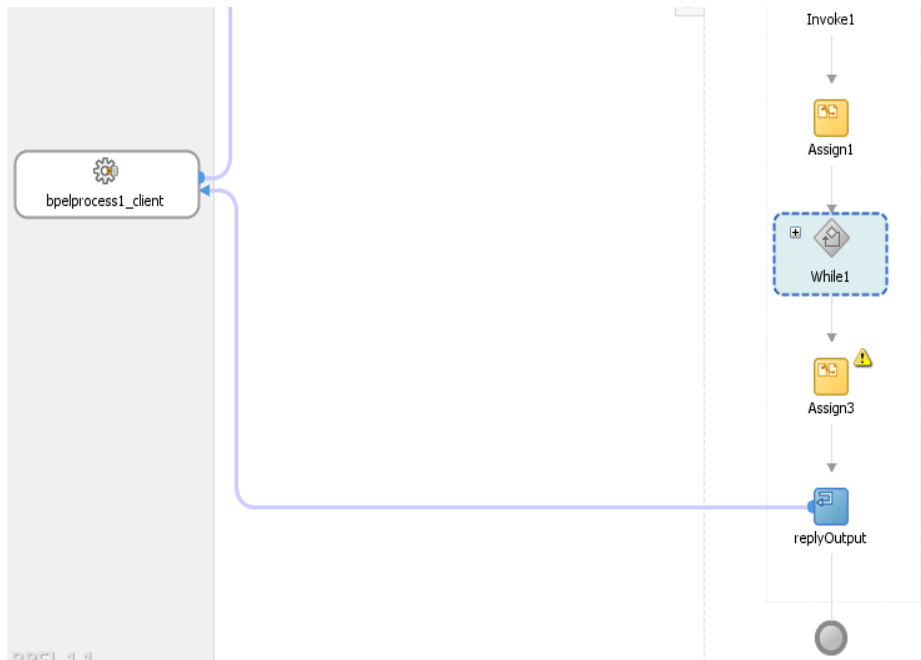 Invoke1
Assign1
bpelprocess1_client
While1
Assign3
replyOutput